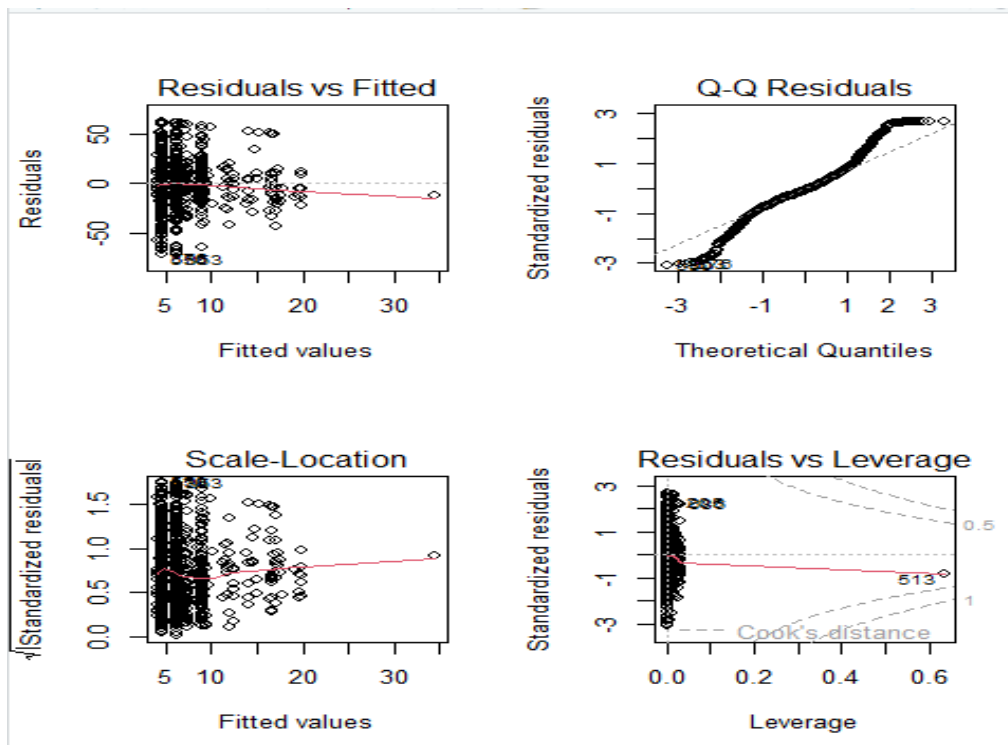 Residuals vs Fitted
Residuals
50
0
-50
5
10
20
30
Fitted values
Q-Q Residuals
Standardized residuals
3
1
-1
-3
-3
-1
1
2
3
Theoretical Quantiles
Scale-Location
√|Standardized residuals|
1.5
1.0
0.5
0.0
5
10
20
30
Fitted values
Residuals vs Leverage
Standardized residuals
3
1
-1
-3
513
0.5
1
Cook's distance
0.0
0.2
0.4
0.6
Leverage